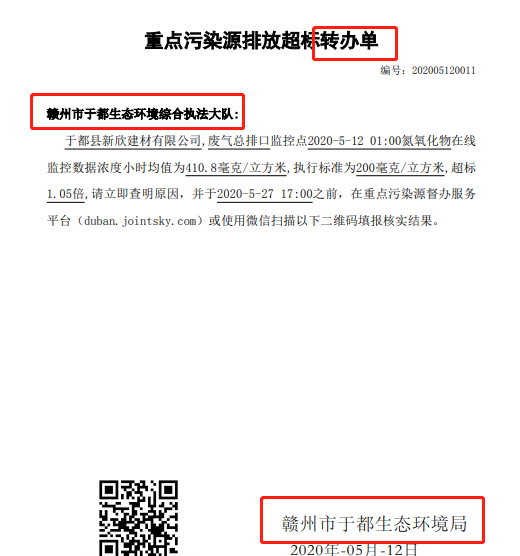 重点污染源排放超标转办单
编号：202005120011
赣州市于都生态环境综合执法大队:
于都县新欣建材有限公司,废气总排口监控点2020-5-12 01:00氮氧化物在线
监控数据浓度小时均值为410.8毫克/立方米,执行标准为200毫克/立方米,超标
1.05倍,请立即查明原因，并于2020-5-27 17:00之前，在重点污染源督办服务
平台（duban.jointsky.com）或使用微信扫描以下二维码填报核实结果。
赣州市于都生态环境局
2020年-05月-12日